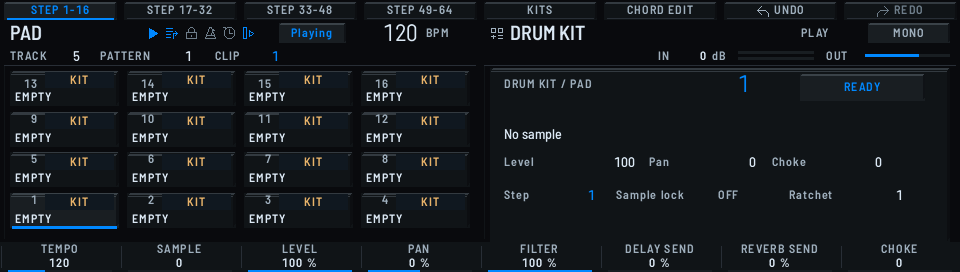 STEP 1-16 STEP 17-32 STEP 33-48 STEP 49-64 KITS CHORD EDIT UNDO REDO
PAD Playing 120 BPM DRUM KIT PLAY MONO
TRACK 5 PATTERN 1 CLIP 1 IN 0 dB OUT
13 KIT 14 KIT 15 KIT 16 KIT
EMPTY EMPTY EMPTY EMPTY
9 KIT 10 KIT 11 KIT 12 KIT
EMPTY EMPTY EMPTY EMPTY
5 KIT 6 KIT 7 KIT 8 KIT
EMPTY EMPTY EMPTY EMPTY
1 KIT 2 KIT 3 KIT 4 KIT
EMPTY EMPTY EMPTY EMPTY
DRUM KIT / PAD 1 READY
No sample
Level 100 Pan 0 Choke 0
Step 1 Sample lock OFF Ratchet 1
TEMPO SAMPLE LEVEL PAN FILTER DELAY SEND REVERB SEND CHOKE
120 0 100 % 0 % 100 % 0 % 0 % 0